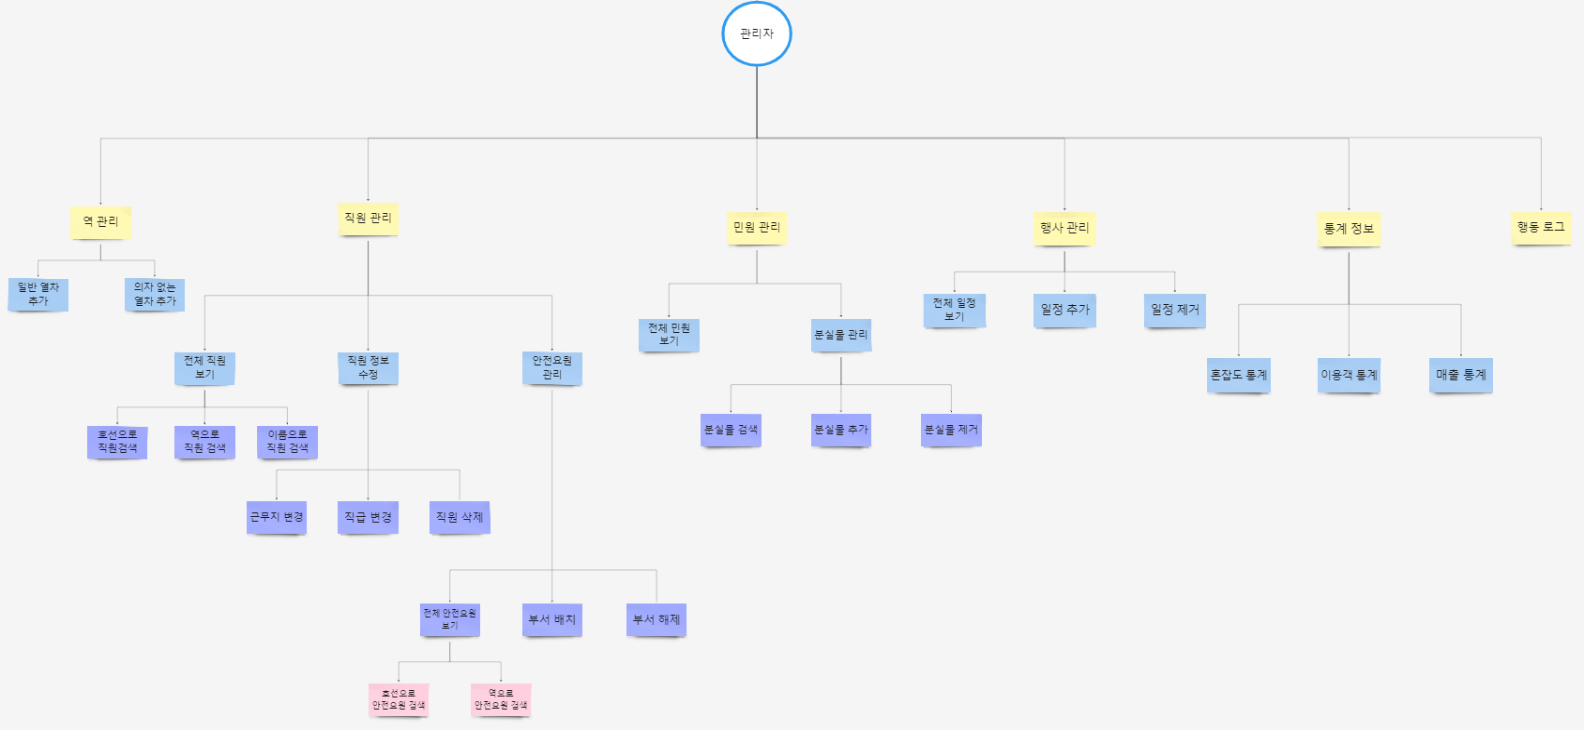 관리자
역 관리
직원 관리
민원 관리
행사 관리
통계 정보
행동 로그
일반 열차
추가
의자 없는
열차 추가
전체 직원
보기
직원 정보
수정
안전요원
관리
전체 민원
보기
분실물 관리
전체 일정
보기
일정 추가
일정 제거
혼잡도 통계
이용객 통계
매출 통계
호선으로
직원검색
역으로
직원 검색
이름으로
직원 검색
분실물 검색
분실물 추가
분실물 제거
근무지 변경
직급 변경
직원 삭제
전체 안전요원
보기
부서 배치
부서 해제
호선으로
안전요원 검색
역으로
안전요원 검색